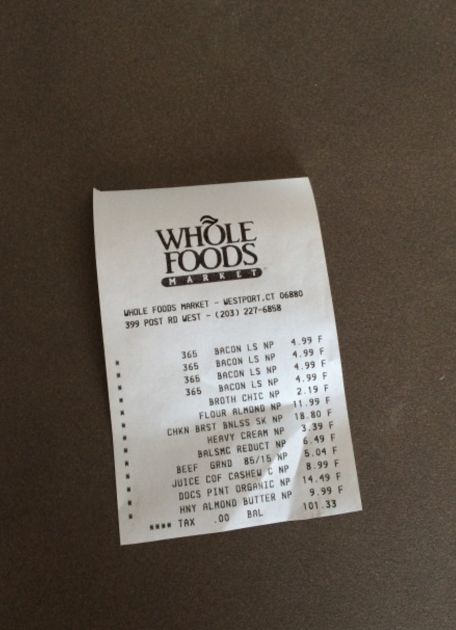 WHOLE
FOODS
MARKET
WHOLE FOODS MARKET - WESTPORT,CT 06880
399 POST RD WEST - (203) 227-6858
365 BACON LS NP 4.99 F
365 BACON LS NP 4.99 F
365 BACON LS NP 4.99 F
365 BACON LS NP 4.99 F
BROTH CHIC NP 2.19 F
FLOUR ALMOND NP 11.99 F
CHKN BRST BNLSS SK NP 18.80 F
HEAVY CREAM NP 3.39 F
BALSMC REDUCT NP 6.49 F
BEEF GRND 85/15 NP 5.04 F
JUICE COF CASHEW C NP 8.99 F
DOCS PINT ORGANIC NP 14.49 F
HNY ALMOND BUTTER NP 9.99 F
**** TAX .00 BAL 101.33